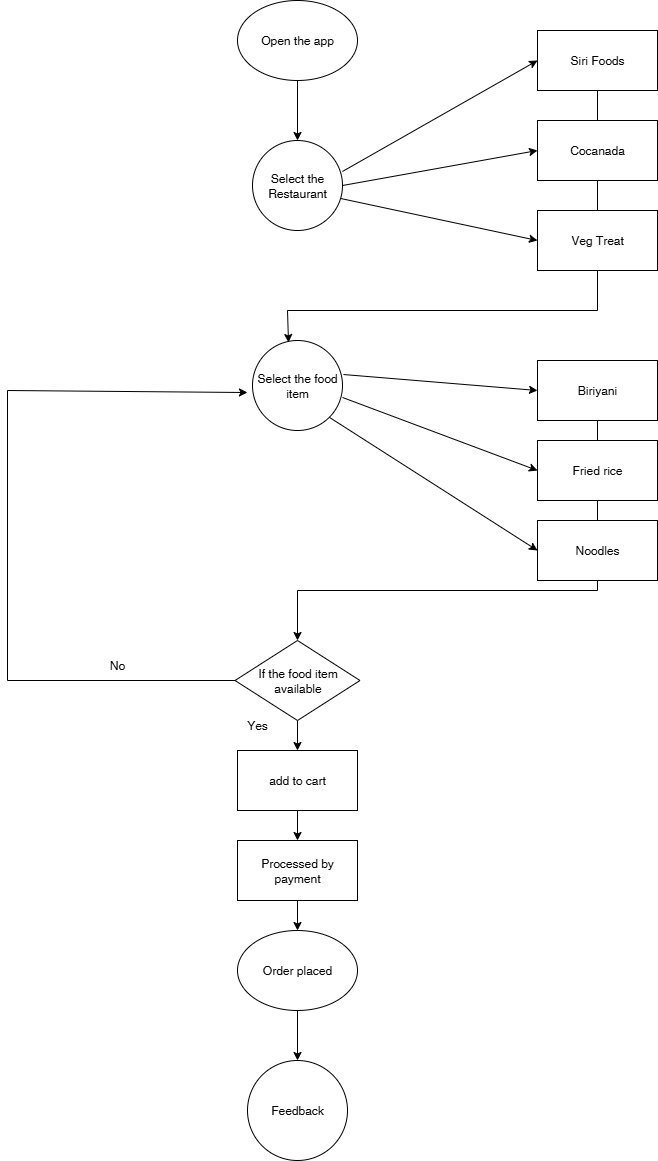 Open the app
Siri Foods
Select the
Restaurant
Cocanada
Veg Treat
Select the food
item
Biriyani
Fried rice
Noodles
If the food item
available
No
Yes
add to cart
Processed by
payment
Order placed
Feedback